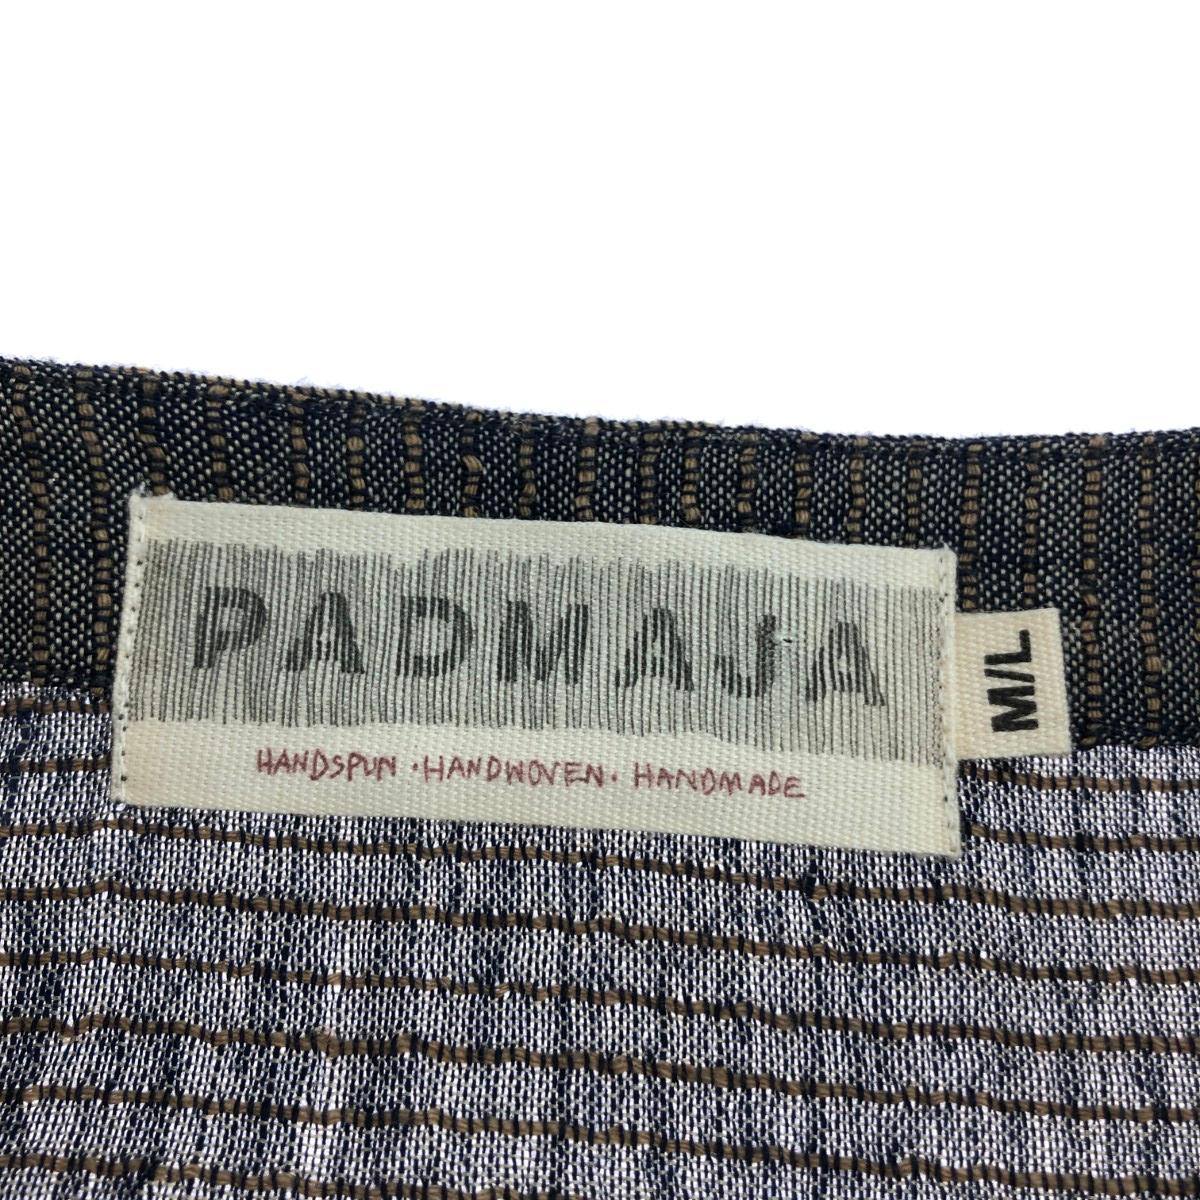 PADMAJA
HANDSPUN · HANDWOVEN · HANDMADE
M/L